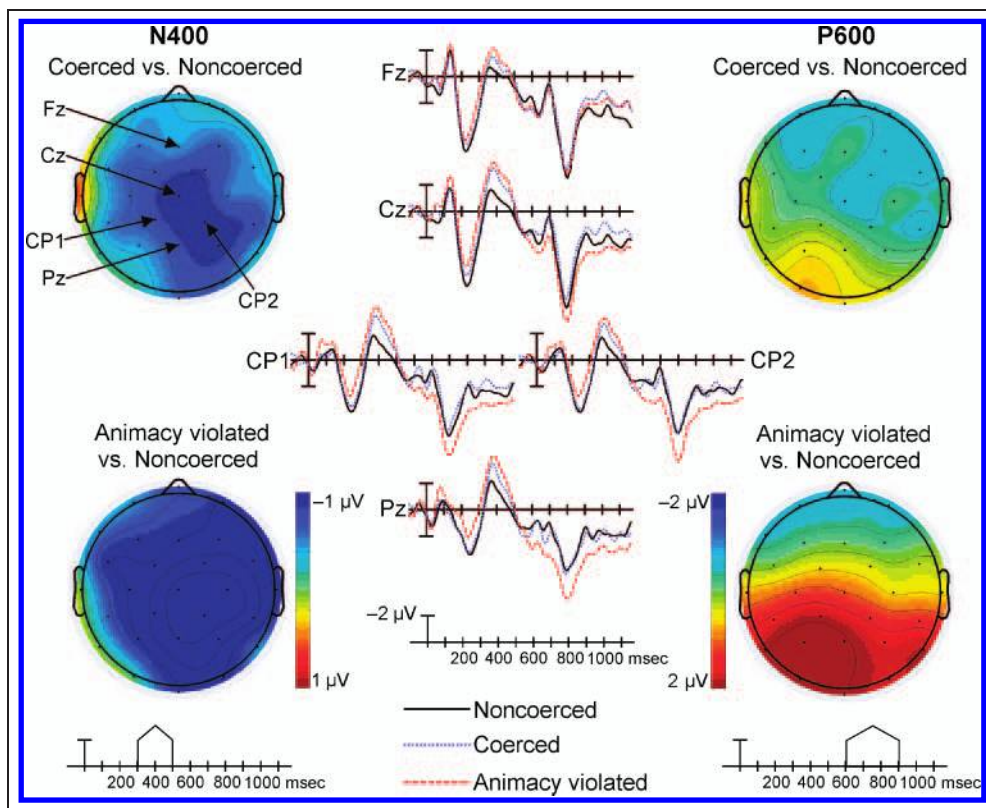 N400
Coerced vs. Noncoerced
Fz
Cz
CP1
Pz
CP2
Fz
Cz
CP1
CP2
Pz
–2 μV
200 400 600 800 1000 msec
P600
Coerced vs. Noncoerced
Animacy violated
vs. Noncoerced
–1 μV
1 μV
Animacy violated
vs. Noncoerced
–2 μV
2 μV
Noncoerced
Coerced
Animacy violated
200 400 600 800 1000 msec
200 400 600 800 1000 msec